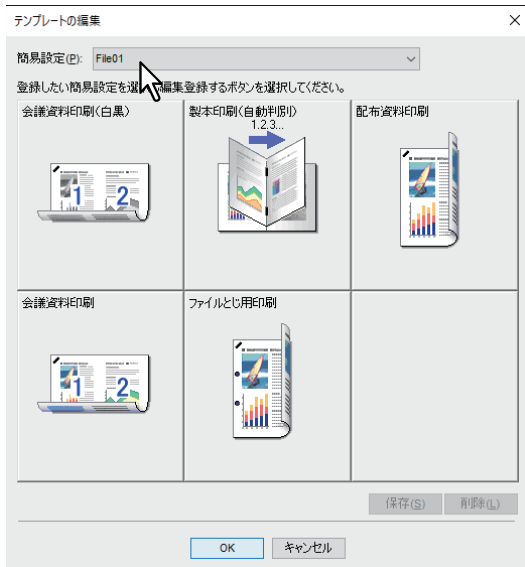 テンプレートの編集
簡易設定(P): File01
登録したい簡易設定を選 編集登録するボタンを選択してください。
会議資料印刷(白黒)
製本印刷(自動判別)
配布資料印刷
1.2.3...
1 2
会議資料印刷
ファイルとじ用印刷
1 2
保存(S) 削除(L)
OK キャンセル